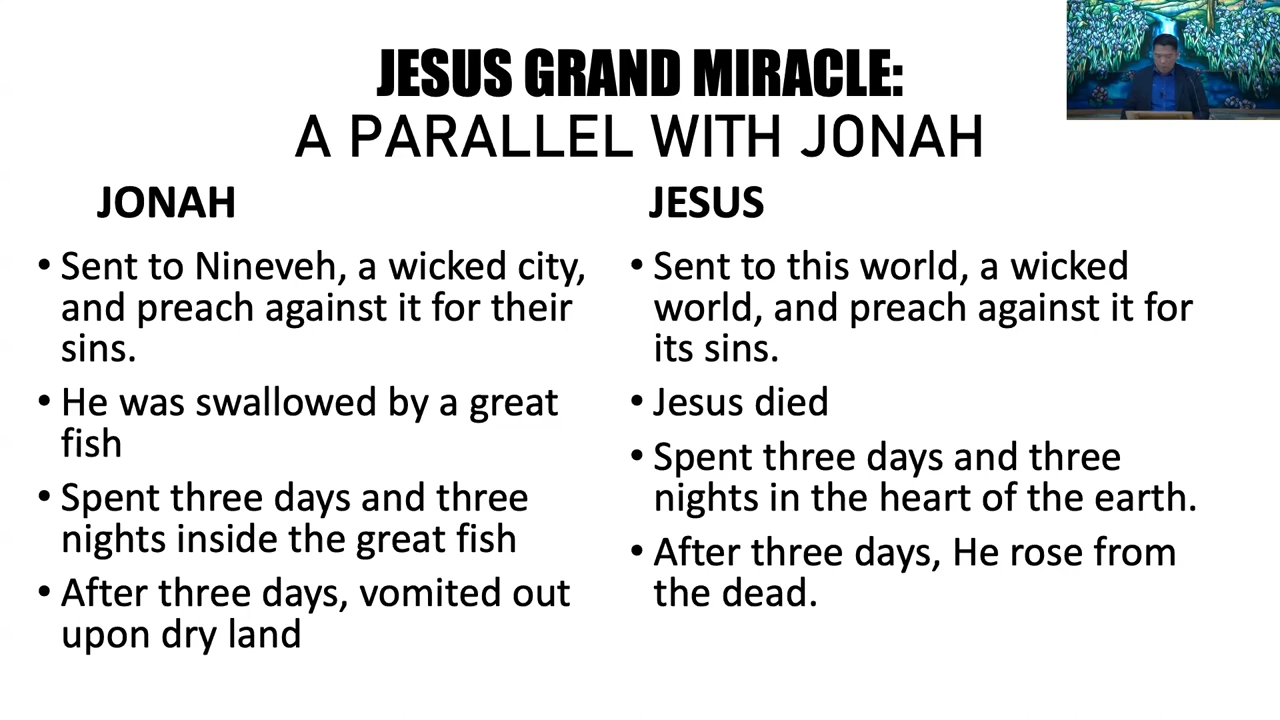 JESUS GRAND MIRACLE:
A PARALLEL WITH JONAH
JONAH
• Sent to Nineveh, a wicked city,
and preach against it for their
sins.
• He was swallowed by a great
fish
• Spent three days and three
nights inside the great fish
• After three days, vomited out
upon dry land
JESUS
• Sent to this world, a wicked
world, and preach against it for
its sins.
• Jesus died
• Spent three days and three
nights in the heart of the earth.
• After three days, He rose from
the dead.